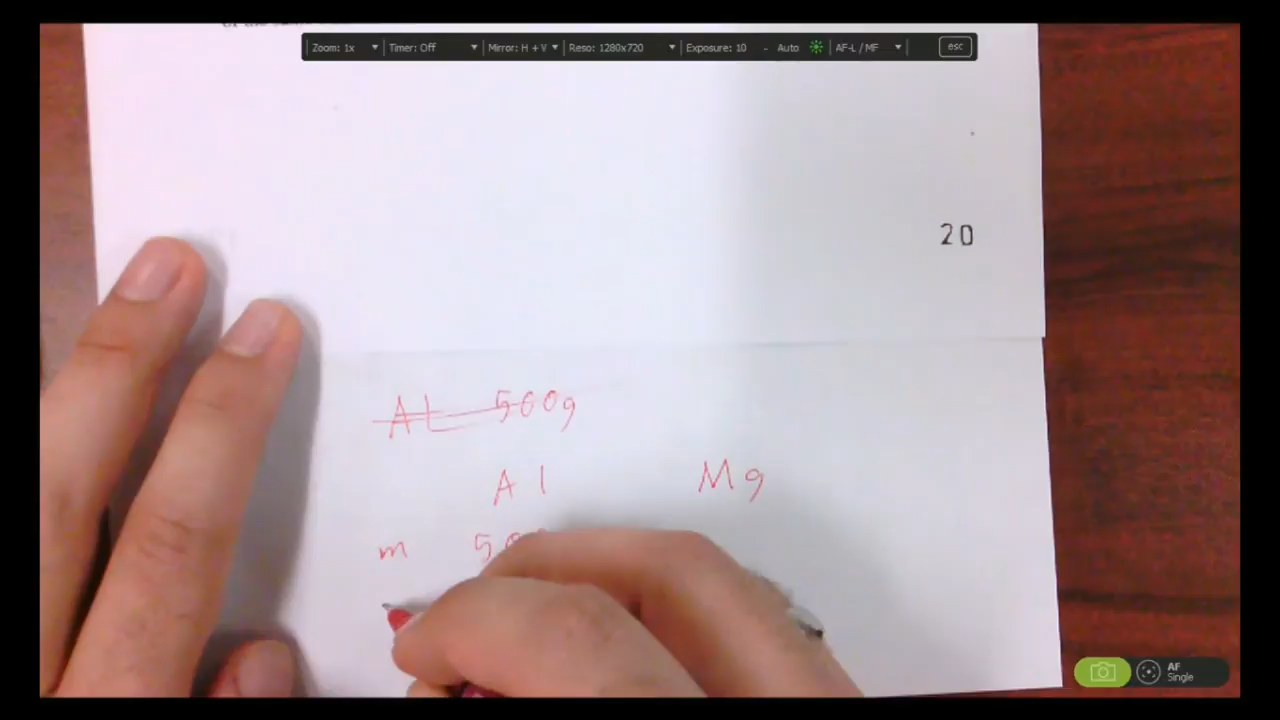 Zoom: 1x Timer: Off Mirror: H + V Reso: 1280x720 Exposure: 10 - Auto AF-L / MF esc
20
Al 500g
Al Mg
m
AF
Single